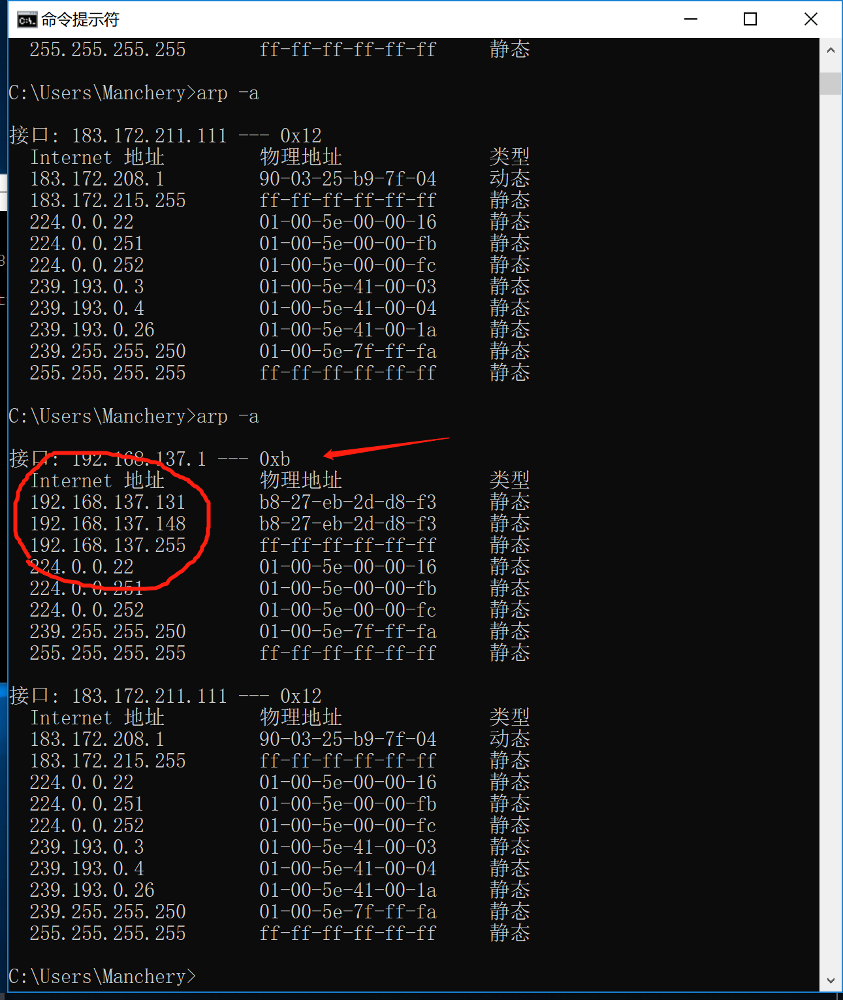 命令提示符
255.255.255.255 ff-ff-ff-ff-ff-ff 静态
C:\Users\Manchery>arp -a
接口: 183.172.211.111 --- 0x12
Internet 地址 物理地址 类型
183.172.208.1 90-03-25-b9-7f-04 动态
183.172.215.255 ff-ff-ff-ff-ff-ff 静态
224.0.0.22 01-00-5e-00-00-16 静态
224.0.0.251 01-00-5e-00-00-fb 静态
224.0.0.252 01-00-5e-00-00-fc 静态
239.193.0.3 01-00-5e-41-00-03 静态
239.193.0.4 01-00-5e-41-00-04 静态
239.193.0.26 01-00-5e-41-00-1a 静态
239.255.255.250 01-00-5e-7f-ff-fa 静态
255.255.255.255 ff-ff-ff-ff-ff-ff 静态
C:\Users\Manchery>arp -a
接口: 192.168.137.1 --- 0xb
Internet 地址 物理地址 类型
192.168.137.131 b8-27-eb-2d-d8-f3 静态
192.168.137.148 b8-27-eb-2d-d8-f3 静态
192.168.137.255 ff-ff-ff-ff-ff-ff 静态
224.0.0.22 01-00-5e-00-00-16 静态
224.0.0.251 01-00-5e-00-00-fb 静态
224.0.0.252 01-00-5e-00-00-fc 静态
239.255.255.250 01-00-5e-7f-ff-fa 静态
255.255.255.255 ff-ff-ff-ff-ff-ff 静态
接口: 183.172.211.111 --- 0x12
Internet 地址 物理地址 类型
183.172.208.1 90-03-25-b9-7f-04 动态
183.172.215.255 ff-ff-ff-ff-ff-ff 静态
224.0.0.22 01-00-5e-00-00-16 静态
224.0.0.251 01-00-5e-00-00-fb 静态
224.0.0.252 01-00-5e-00-00-fc 静态
239.193.0.3 01-00-5e-41-00-03 静态
239.193.0.4 01-00-5e-41-00-04 静态
239.193.0.26 01-00-5e-41-00-1a 静态
239.255.255.250 01-00-5e-7f-ff-fa 静态
255.255.255.255 ff-ff-ff-ff-ff-ff 静态
C:\Users\Manchery>